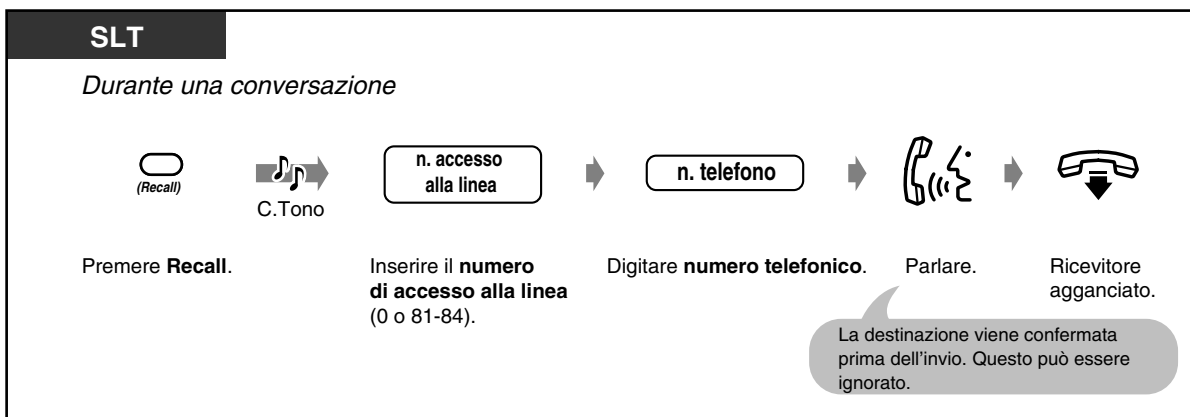 SLT
Durante una conversazione
(Recall)
C.Tono
n. accesso
alla linea
n. telefono
Premere Recall.
Inserire il numero
di accesso alla linea
(0 o 81-84).
Digitare numero telefonico.
Parlare.
Ricevitore
agganciato.
La destinazione viene confermata
prima dell'invio. Questo può essere
ignorato.